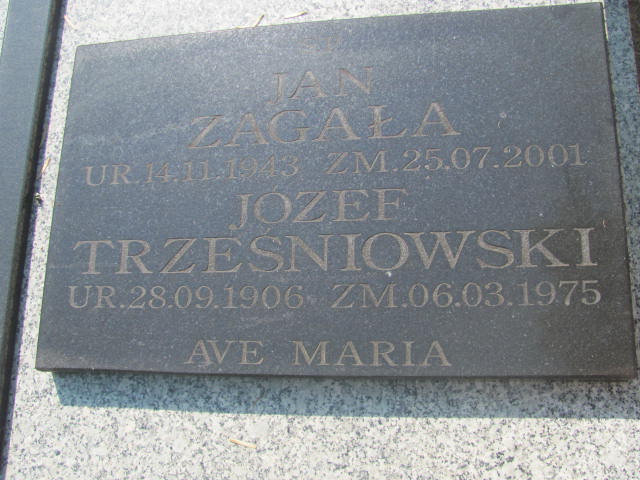 JAN
ZAGAŁA
UR.14.11.1943 ZM.25.07.2001
JÓZEF
TRZEŚNIOWSKI
UR.28.09.1906 ZM.06.03.1975
AVE MARIA